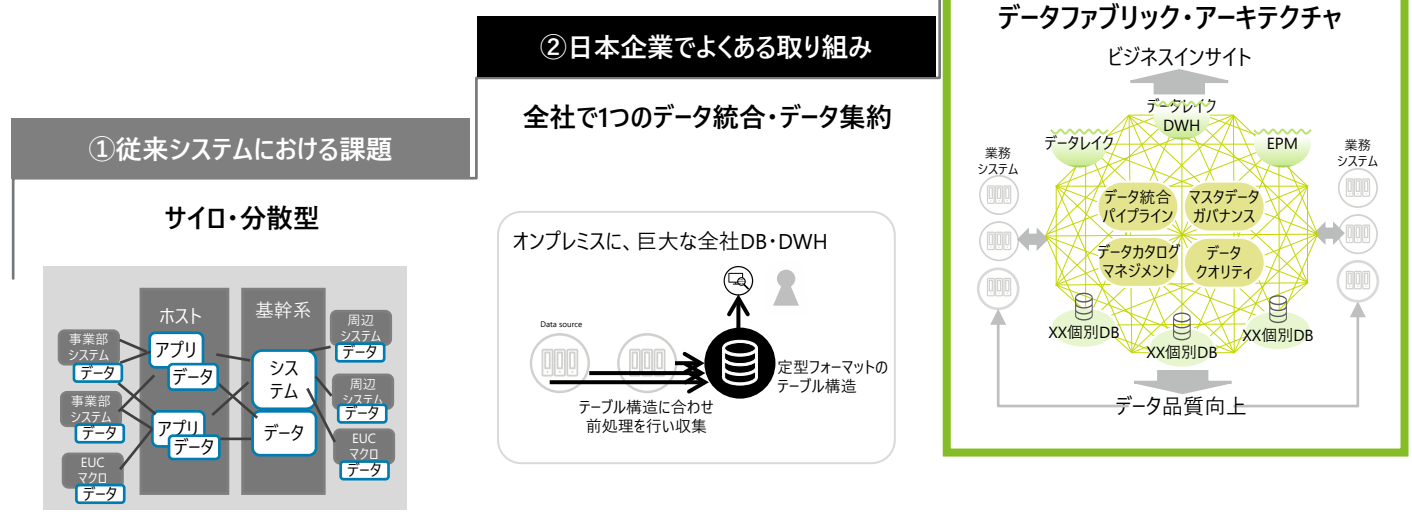 ①従来システムにおける課題
サイロ・分散型
ホスト
基幹系
事業部
システム
データ
事業部
システム
データ
EUC
マクロ
データ
アプリ
データ
アプリ
データ
シス
テム
データ
周辺
システム
データ
周辺
システム
データ
EUC
マクロ
データ
②日本企業でよくある取り組み
全社で1つのデータ統合・データ集約
オンプレミスに、巨大な全社DB・DWH
Data source
定型フォーマットの
テーブル構造
テーブル構造に合わせ
前処理を行い収集
データファブリック・アーキテクチャ
ビジネスインサイト
データレイク
DWH
データレイク
EPM
業務
システム
業務
システム
データ統合
パイプライン
マスタデータ
ガバナンス
データカタログ
マネジメント
データ
クオリティ
XX個別DB
XX個別DB
XX個別DB
データ品質向上